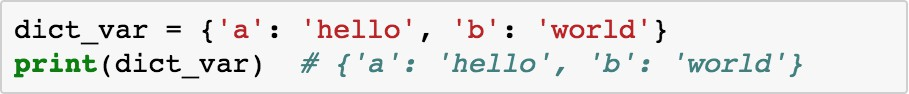 dict_var = {'a': 'hello', 'b': 'world'}
print(dict_var)  # {'a': 'hello', 'b': 'world'}